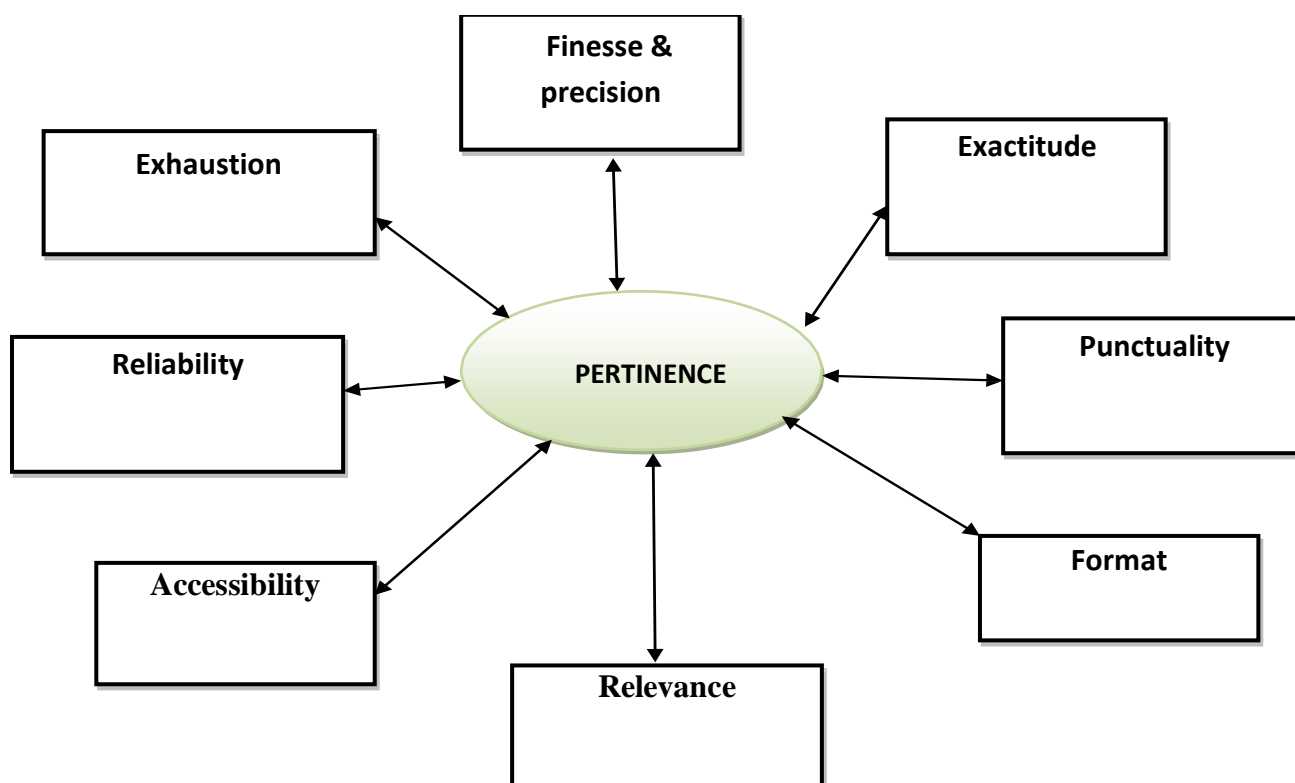 Finesse &
precision
Exhaustion
Exactitude
Reliability
PERTINENCE
Punctuality
Accessibility
Format
Relevance